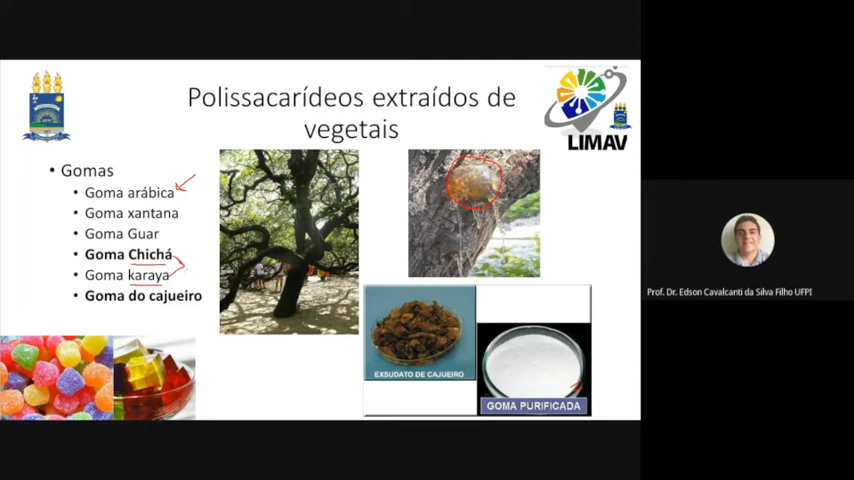 Polissacarídeos extraídos de
vegetais
LIMAV
• Gomas
• Goma arábica
• Goma xantana
• Goma Guar
• Goma Chichá
• Goma karaya
• Goma do cajueiro
EXSUDATO DE CAJUEIRO
GOMA PURIFICADA
Prof. Dr. Edson Cavalcanti da Silva Filho UFPI